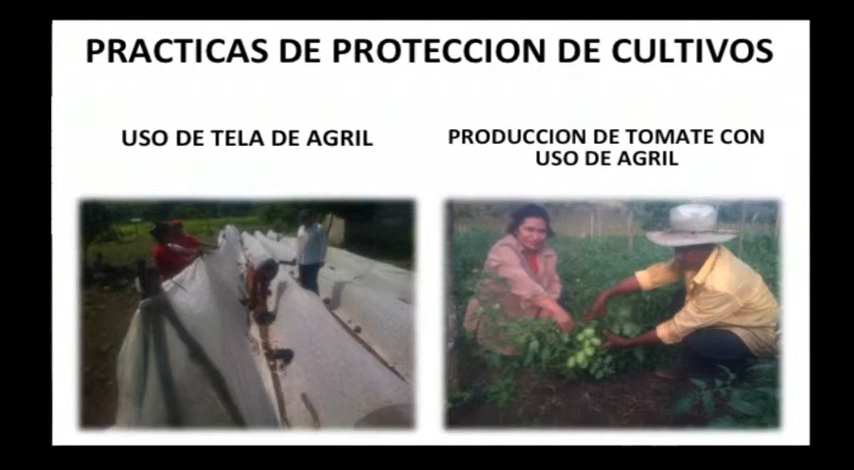 PRACTICAS DE PROTECCION DE CULTIVOS
USO DE TELA DE AGRIL
PRODUCCION DE TOMATE CON
USO DE AGRIL